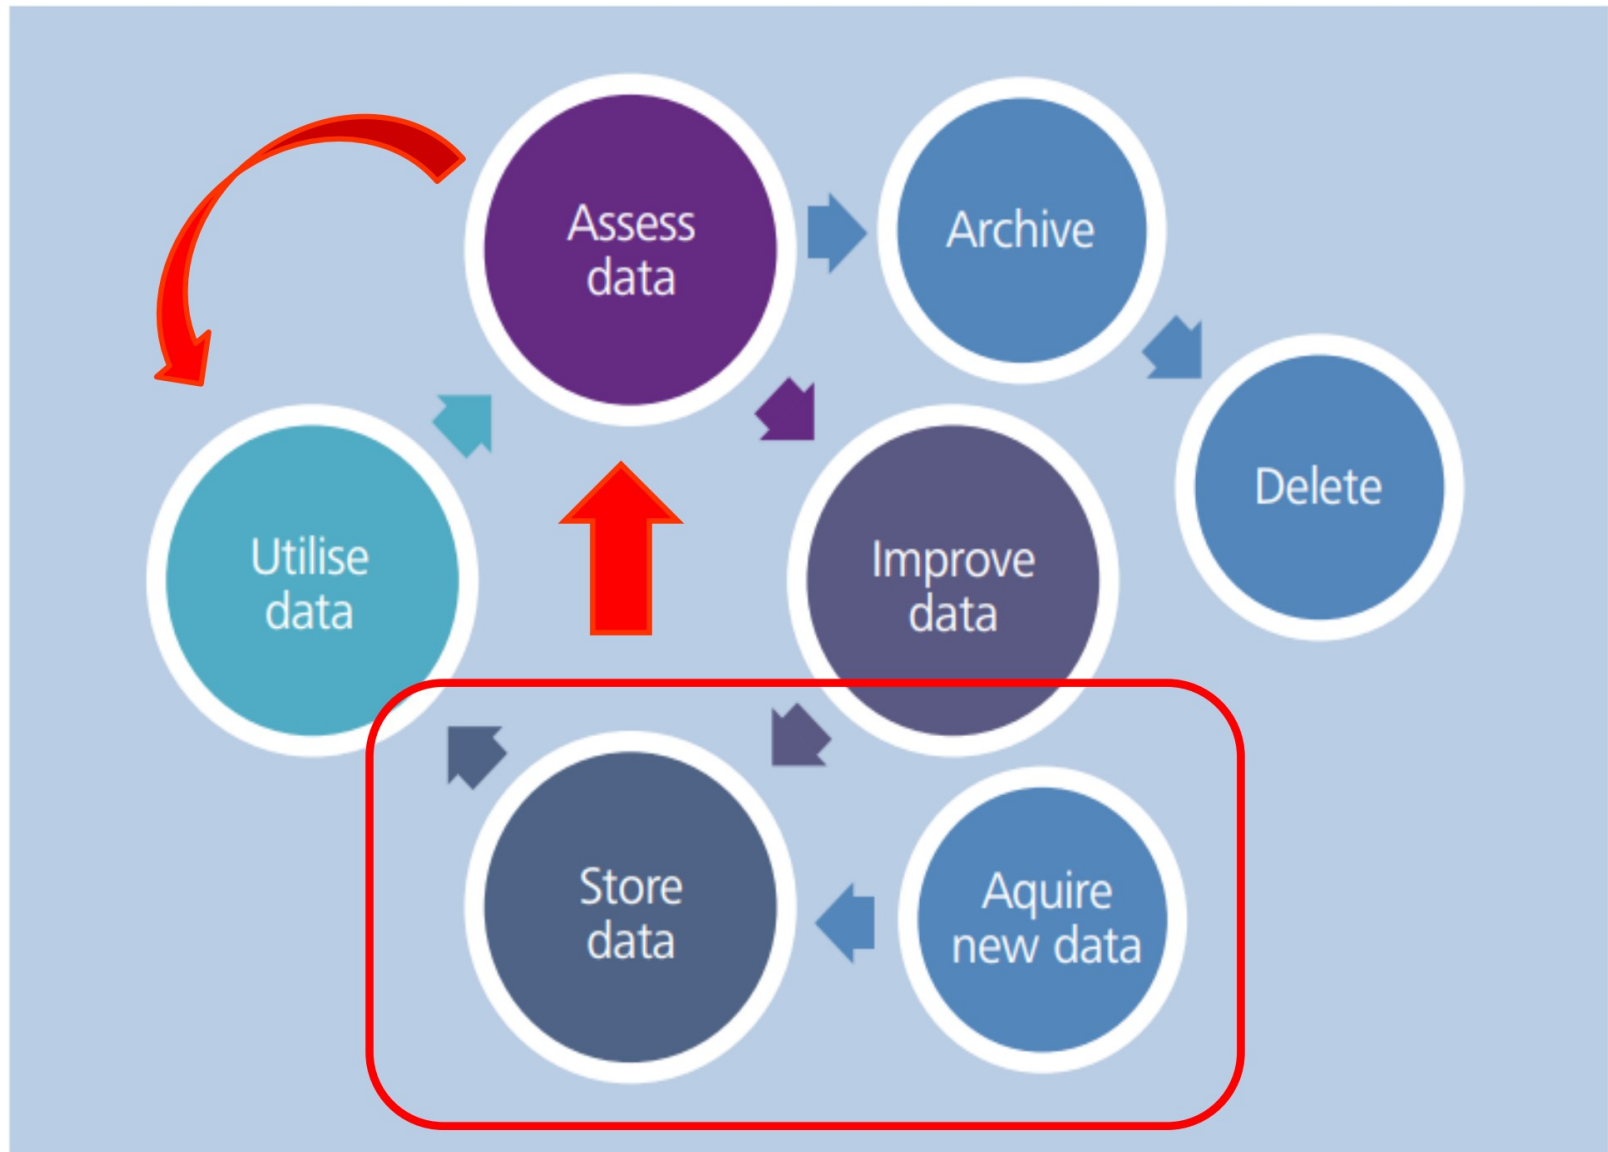 Assess
data
Archive
Delete
Utilise
data
Improve
data
Store
data
Aquire
new data